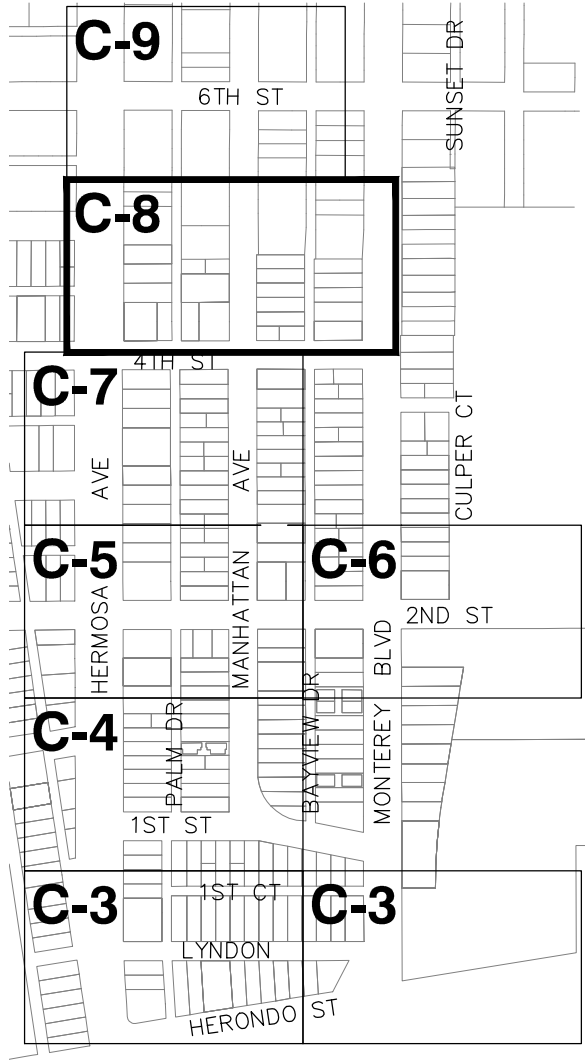 C-9
6TH ST
SUNSET DR
C-8
4TH ST
C-7
AVE
AVE
CULPER CT
C-5
C-6
HERMOSA
MANHATTAN
2ND ST
BLVD
C-4
PALM DR
BAYVIEW DR
MONTEREY
1ST ST
C-3
1ST CT
C-3
LYNDON
HERONDO ST